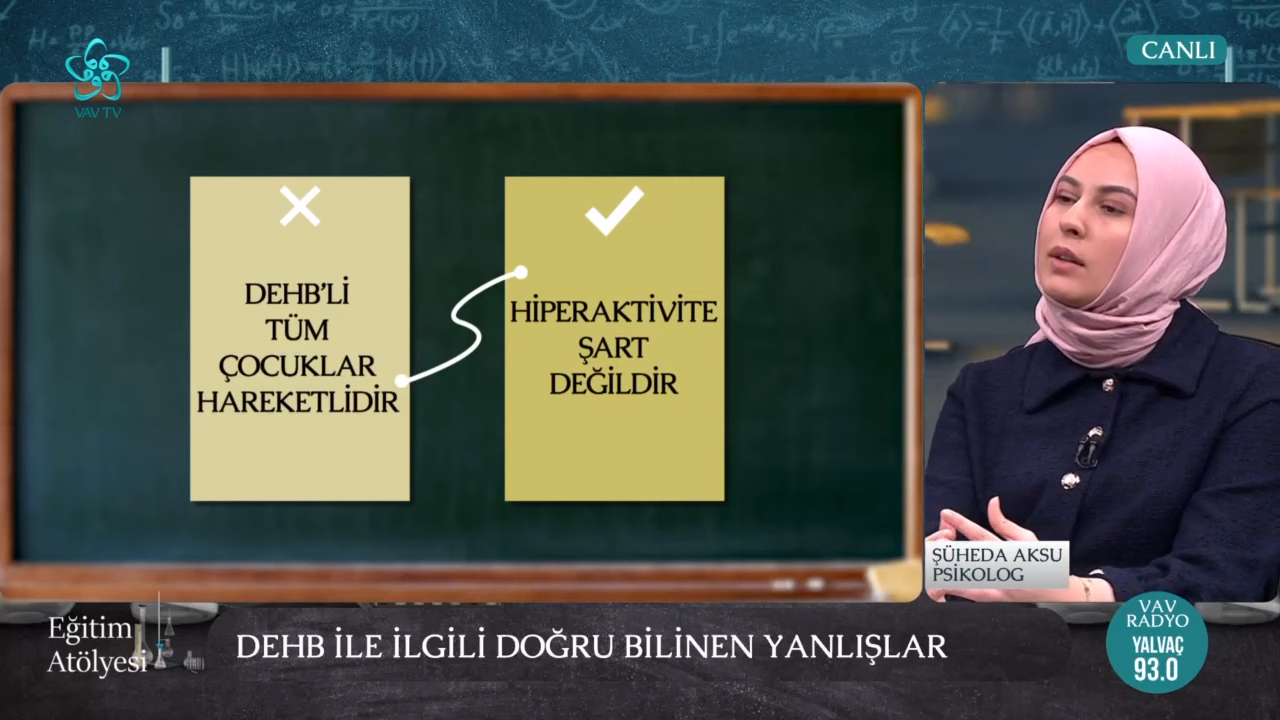 VAV TV
CANLI
DEHB'Lİ
TÜM
ÇOCUKLAR
HAREKETLİDİR
HİPERAKTİVİTE
ŞART
DEĞİLDİR
ŞÜHEDA AKSU
PSİKOLOG
Eğitim
Atölyesi
DEHB İLE İLGİLİ DOĞRU BİLİNEN YANLIŞLAR
VAV
RADYO
YALVAÇ
93.0